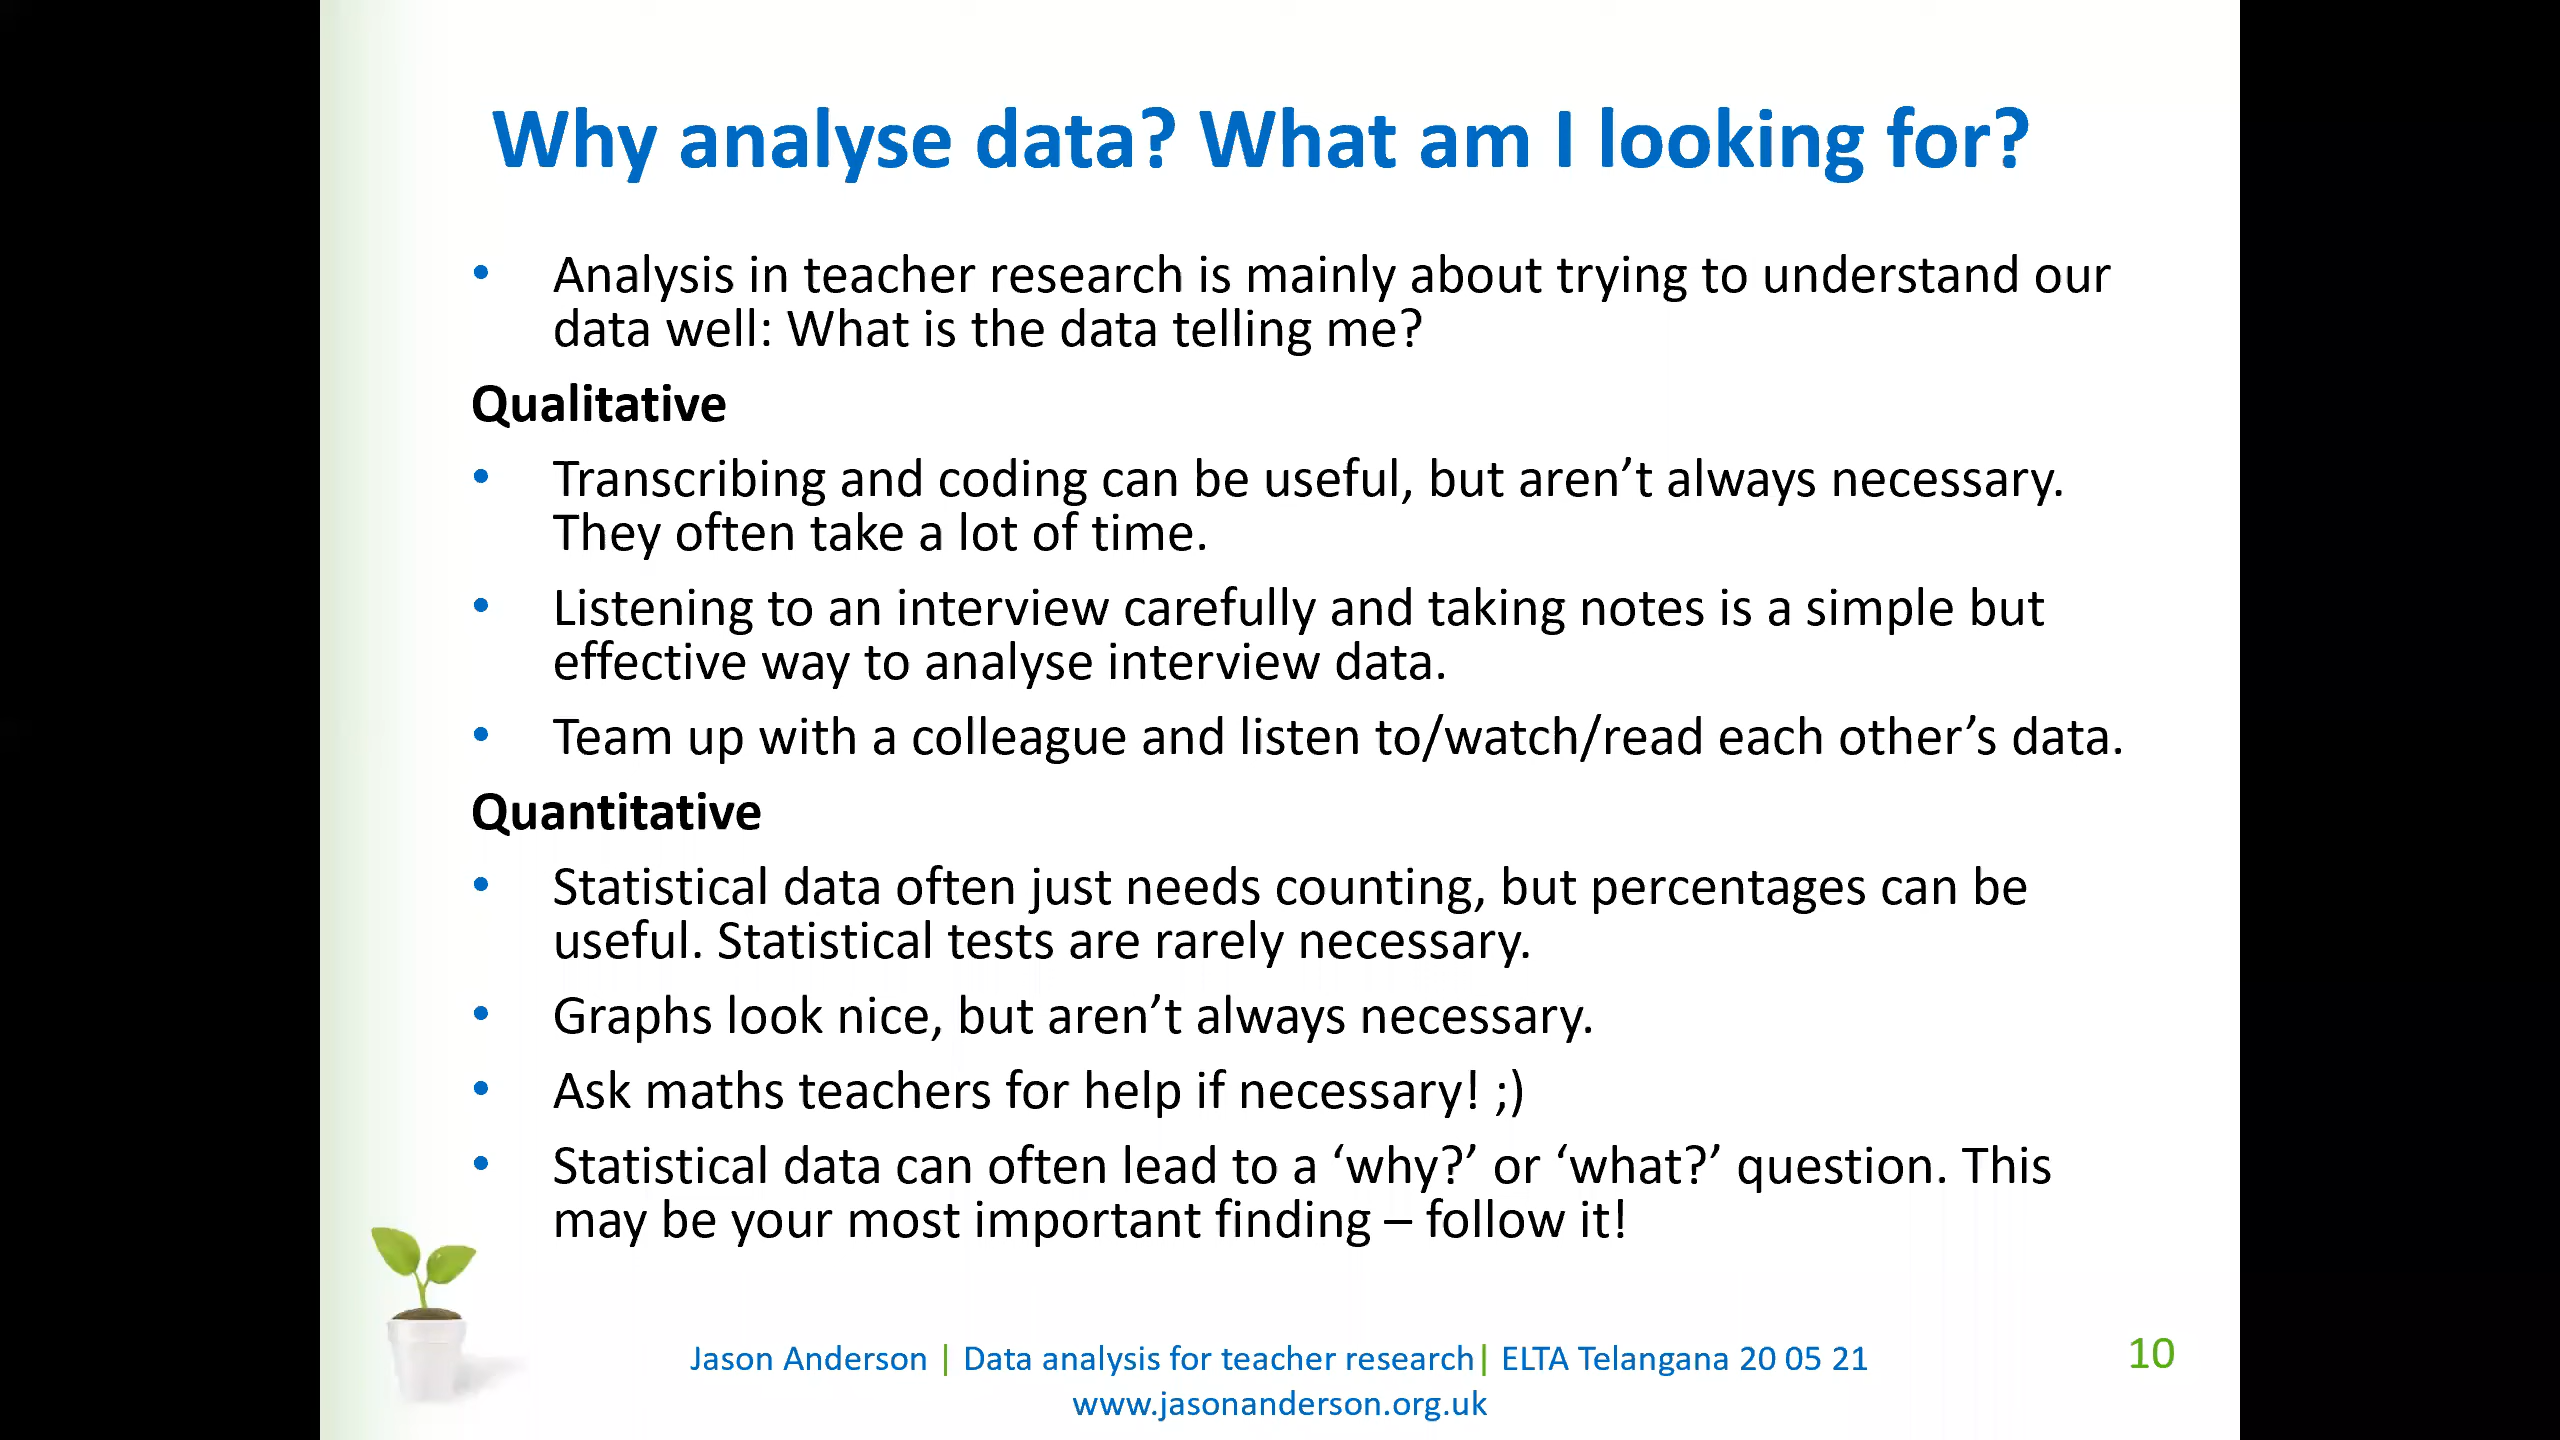 Why analyse data? What am I looking for?
• Analysis in teacher research is mainly about trying to understand our
data well: What is the data telling me?
Qualitative
• Transcribing and coding can be useful, but aren’t always necessary.
They often take a lot of time.
• Listening to an interview carefully and taking notes is a simple but
effective way to analyse interview data.
• Team up with a colleague and listen to/watch/read each other’s data.
Quantitative
• Statistical data often just needs counting, but percentages can be
useful. Statistical tests are rarely necessary.
• Graphs look nice, but aren’t always necessary.
• Ask maths teachers for help if necessary! ;)
• Statistical data can often lead to a ‘why?’ or ‘what?’ question. This
may be your most important finding – follow it!
Jason Anderson | Data analysis for teacher research| ELTA Telangana 20 05 21
www.jasonanderson.org.uk
10